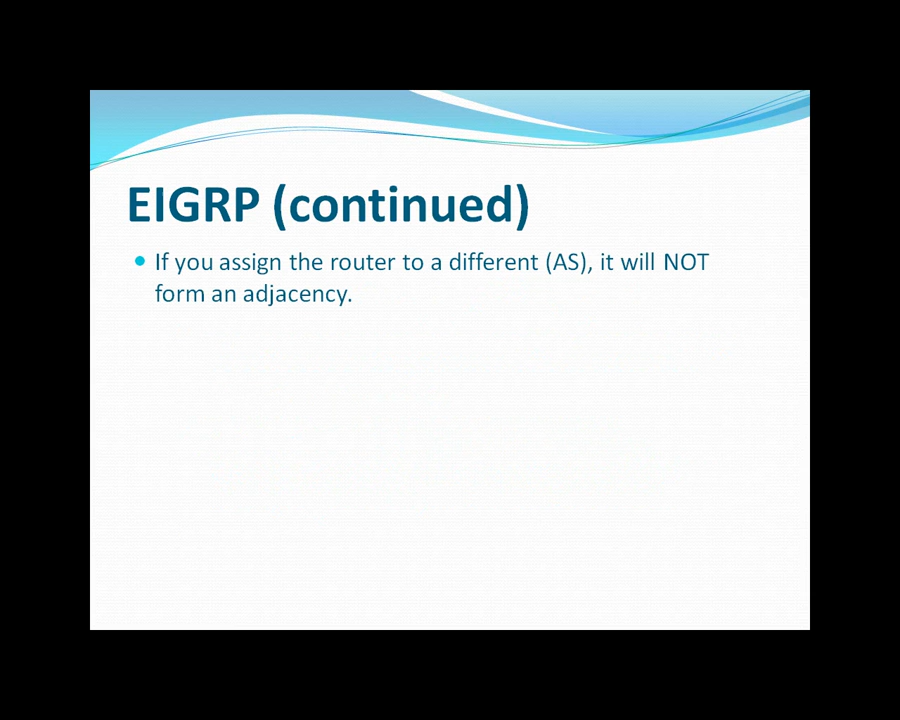 EIGRP (continued)
If you assign the router to a different (AS), it will NOT
form an adjacency.